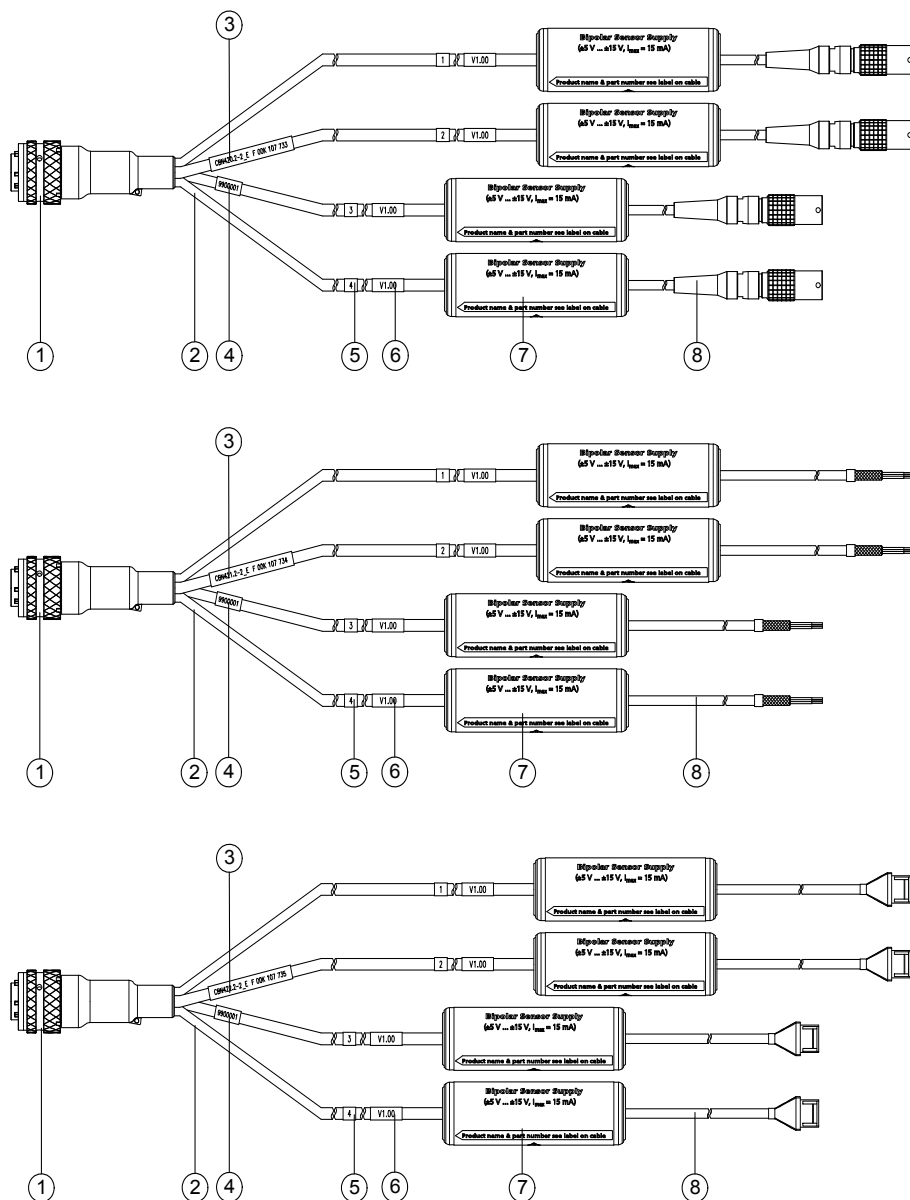 3
Bipolar Sensor Supply
(±5 V ... ±15 V, Imax = 15 mA)
1 V1.00
Product name & part number see label on cable
Bipolar Sensor Supply
(±5 V ... ±15 V, Imax = 15 mA)
CBN420.2-2_E F 00K 107 733
2 V1.00
Product name & part number see label on cable
Bipolar Sensor Supply
(±5 V ... ±15 V, Imax = 15 mA)
9900001
3 V1.00
Product name & part number see label on cable
Bipolar Sensor Supply
(±5 V ... ±15 V, Imax = 15 mA)
4 V1.00
Product name & part number see label on cable
1 2 4 5 6 7 8
3
Bipolar Sensor Supply
(±5 V ... ±15 V, Imax = 15 mA)
1 V1.00
Product name & part number see label on cable
Bipolar Sensor Supply
(±5 V ... ±15 V, Imax = 15 mA)
CBN421.2-2_E F 00K 107 734
2 V1.00
Product name & part number see label on cable
Bipolar Sensor Supply
(±5 V ... ±15 V, Imax = 15 mA)
9900001
3 V1.00
Product name & part number see label on cable
Bipolar Sensor Supply
(±5 V ... ±15 V, Imax = 15 mA)
4 V1.00
Product name & part number see label on cable
1 2 4 5 6 7 8
3
Bipolar Sensor Supply
(±5 V ... ±15 V, Imax = 15 mA)
1 V1.00
Product name & part number see label on cable
Bipolar Sensor Supply
(±5 V ... ±15 V, Imax = 15 mA)
F 00K 107 735
2 V1.00
Product name & part number see label on cable
Bipolar Sensor Supply
(±5 V ... ±15 V, Imax = 15 mA)
9900001
3 V1.00
Product name & part number see label on cable
Bipolar Sensor Supply
(±5 V ... ±15 V, Imax = 15 mA)
4 V1.00
Product name & part number see label on cable
1 2 4 5 6 7 8